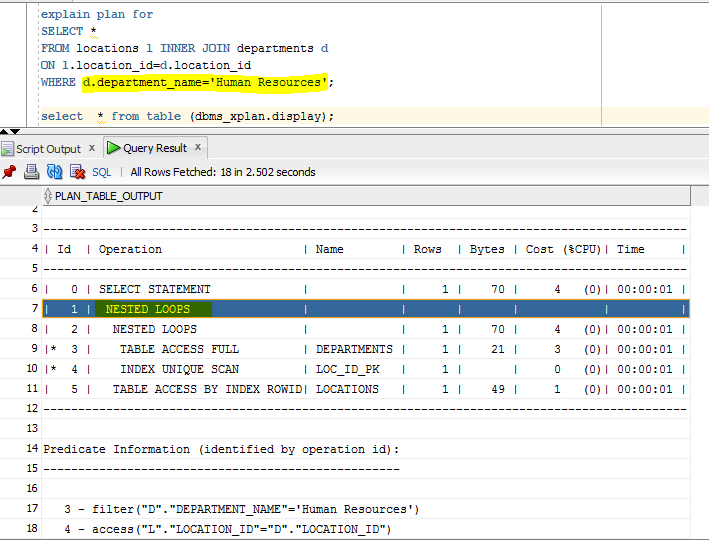 explain plan for
SELECT *
FROM locations l INNER JOIN departments d
ON l.location_id=d.location_id
WHERE d.department_name='Human Resources';
select  * from table (dbms_xplan.display);
Script Output x Query Result x
SQL | All Rows Fetched: 18 in 2.502 seconds
PLAN_TABLE_OUTPUT
2
3 -------------------------------------------------------------------------------------------
4 | Id  | Operation                    | Name        | Rows  | Bytes | Cost (%CPU)| Time     |
5 -------------------------------------------------------------------------------------------
6 |   0 | SELECT STATEMENT             |             |     1 |    70 |     4   (0)| 00:00:01 |
7 |   1 |  NESTED LOOPS                |             |       |       |            |          |
8 |   2 |   NESTED LOOPS               |             |     1 |    70 |     4   (0)| 00:00:01 |
9 |*  3 |    TABLE ACCESS FULL         | DEPARTMENTS |     1 |    21 |     3   (0)| 00:00:01 |
10 |*  4 |    INDEX UNIQUE SCAN         | LOC_ID_PK   |     1 |       |     0   (0)| 00:00:01 |
11 |   5 |   TABLE ACCESS BY INDEX ROWID| LOCATIONS   |     1 |    49 |     1   (0)| 00:00:01 |
12 -------------------------------------------------------------------------------------------
13
14 Predicate Information (identified by operation id):
15 ---------------------------------------------------
16
17    3 - filter("D"."DEPARTMENT_NAME"='Human Resources')
18    4 - access("L"."LOCATION_ID"="D"."LOCATION_ID")